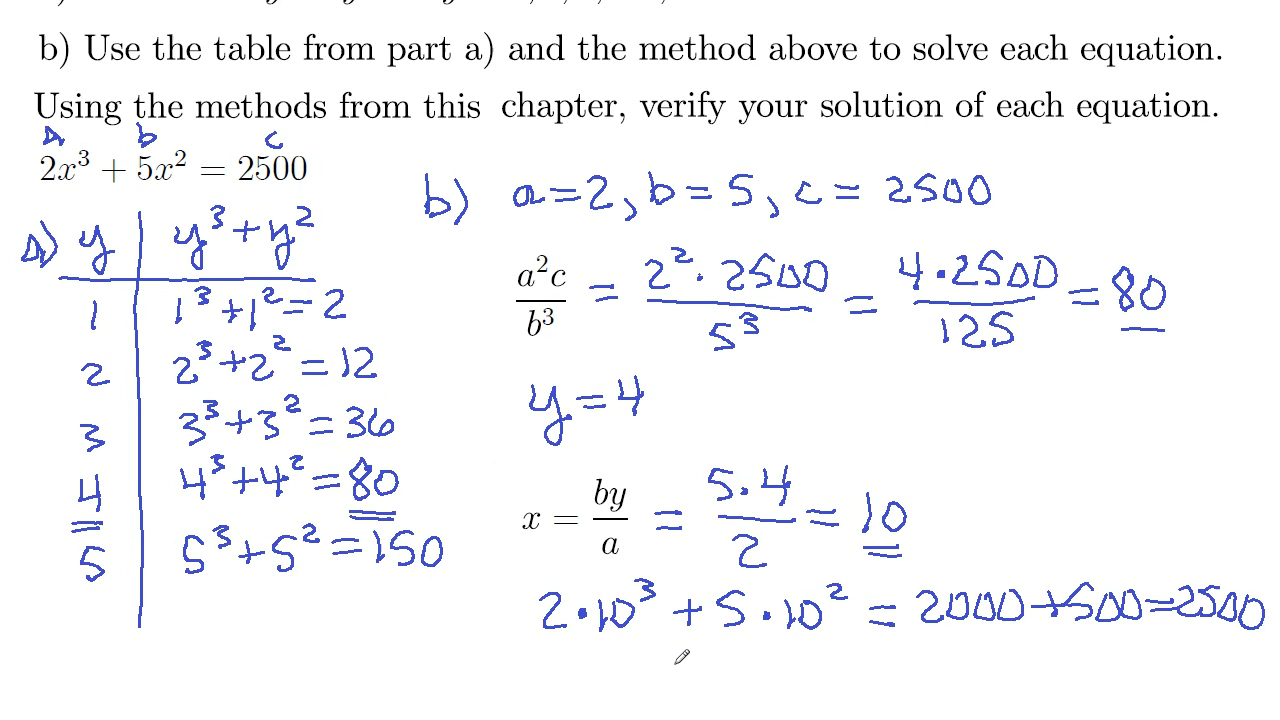 b) Use the table from part a) and the method above to solve each equation.
Using the methods from this chapter, verify your solution of each equation.
a b c
2x³ + 5x² = 2500
a) y | y³+y²
1 | 1³+1²=2
2 | 2³+2²=12
3 | 3³+3²=36
4 | 4³+4²=80
5 | 5³+5²=150
b) a=2, b=5, c=2500
a²c/b³ = 2²·2500/5³ = 4·2500/125 = 80
y=4
x = by/a = 5·4/2 = 10
2·10³ + 5·10² = 2000+500=2500